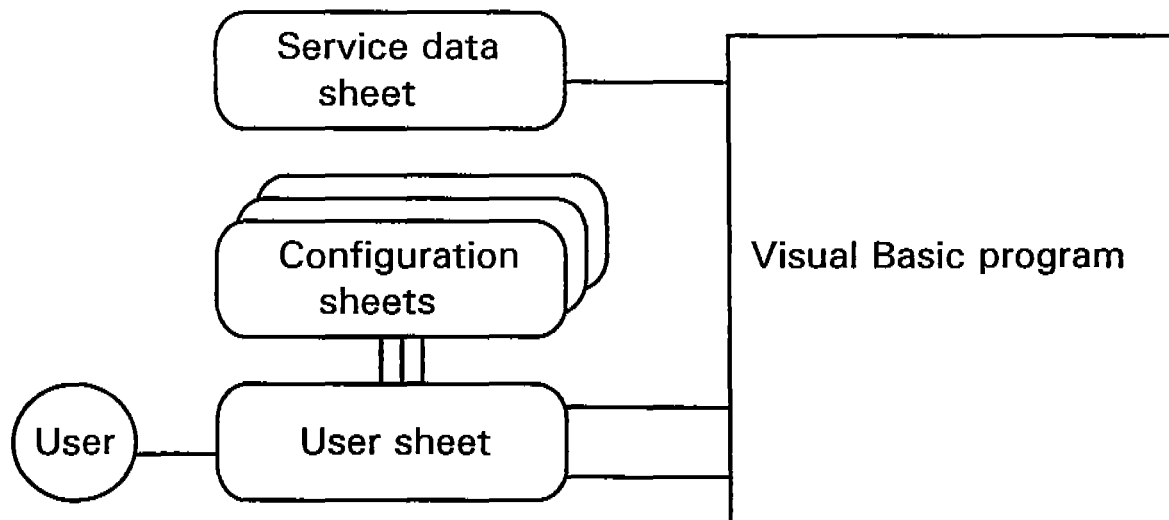 Service data
sheet
Configuration
sheets
Visual Basic program
User
User sheet